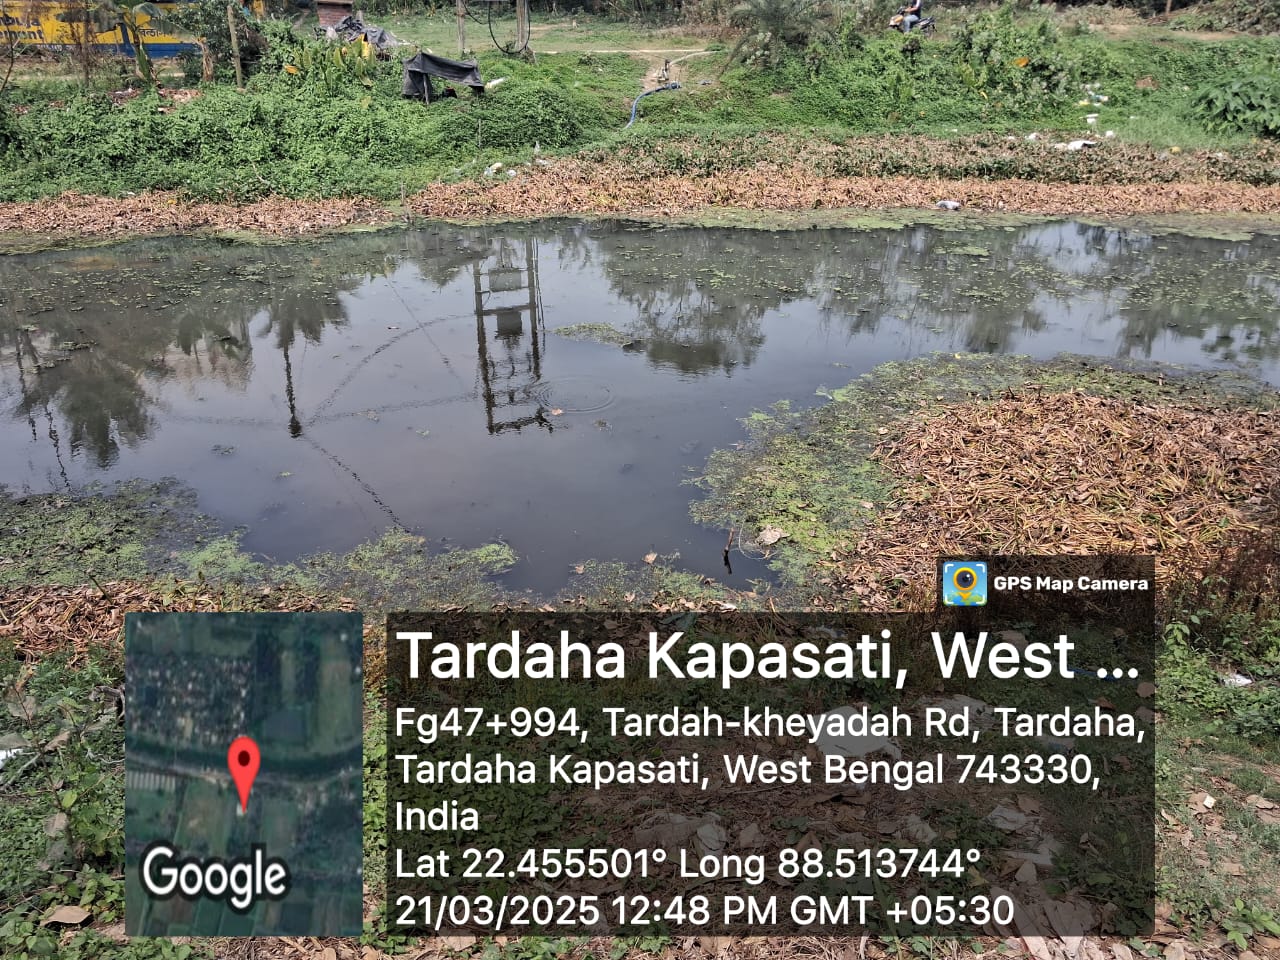 GPS Map Camera
Tardaha Kapasati, West ...
Fg47+994, Tardah-kheyadah Rd, Tardaha,
Tardaha Kapasati, West Bengal 743330,
India
Lat 22.455501° Long 88.513744°
21/03/2025 12:48 PM GMT +05:30
Google